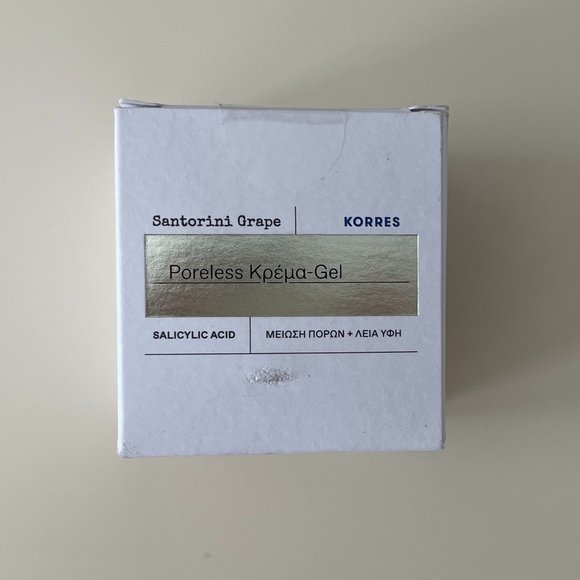 Santorini Grape KORRES
Poreless Κρέμα-Gel
SALICYLIC ACID ΜΕΙΩΣΗ ΠΟΡΩΝ + ΛΕΙΑ ΥΦΗ